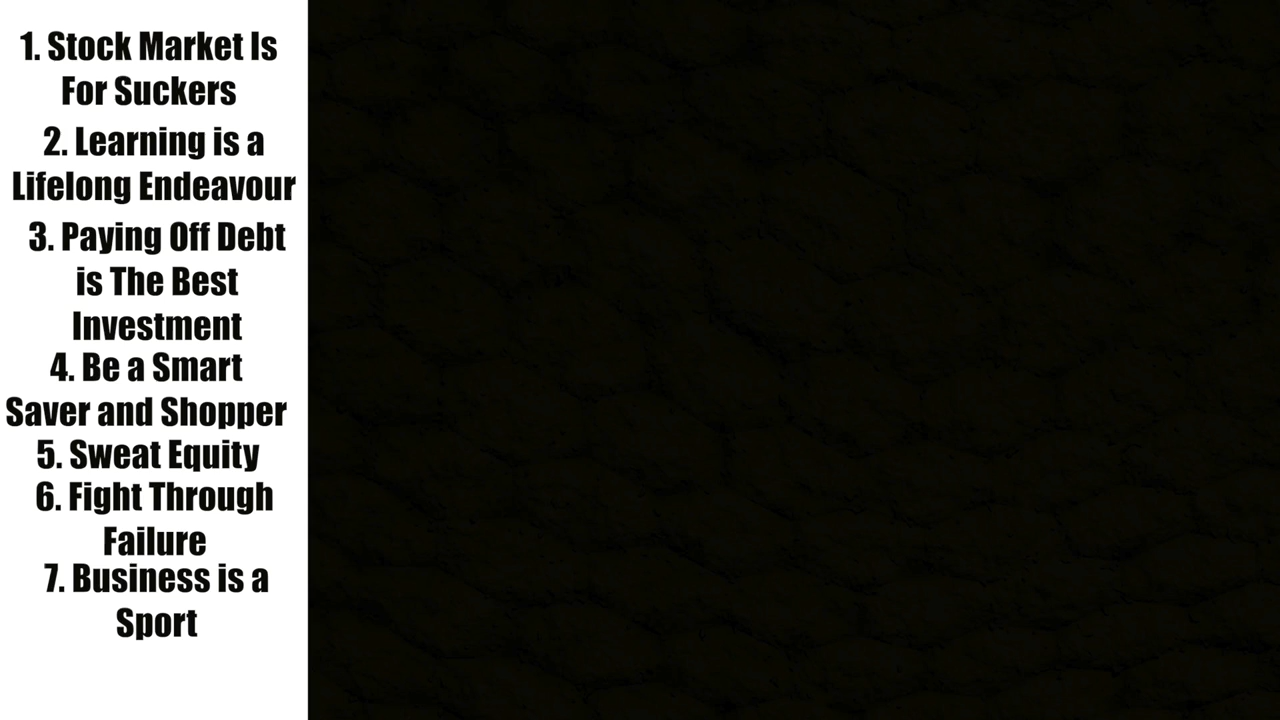 1. Stock Market Is
For Suckers
2. Learning is a
Lifelong Endeavour
3. Paying Off Debt
is The Best
Investment
4. Be a Smart
Saver and Shopper
5. Sweat Equity
6. Fight Through
Failure
7. Business is a
Sport